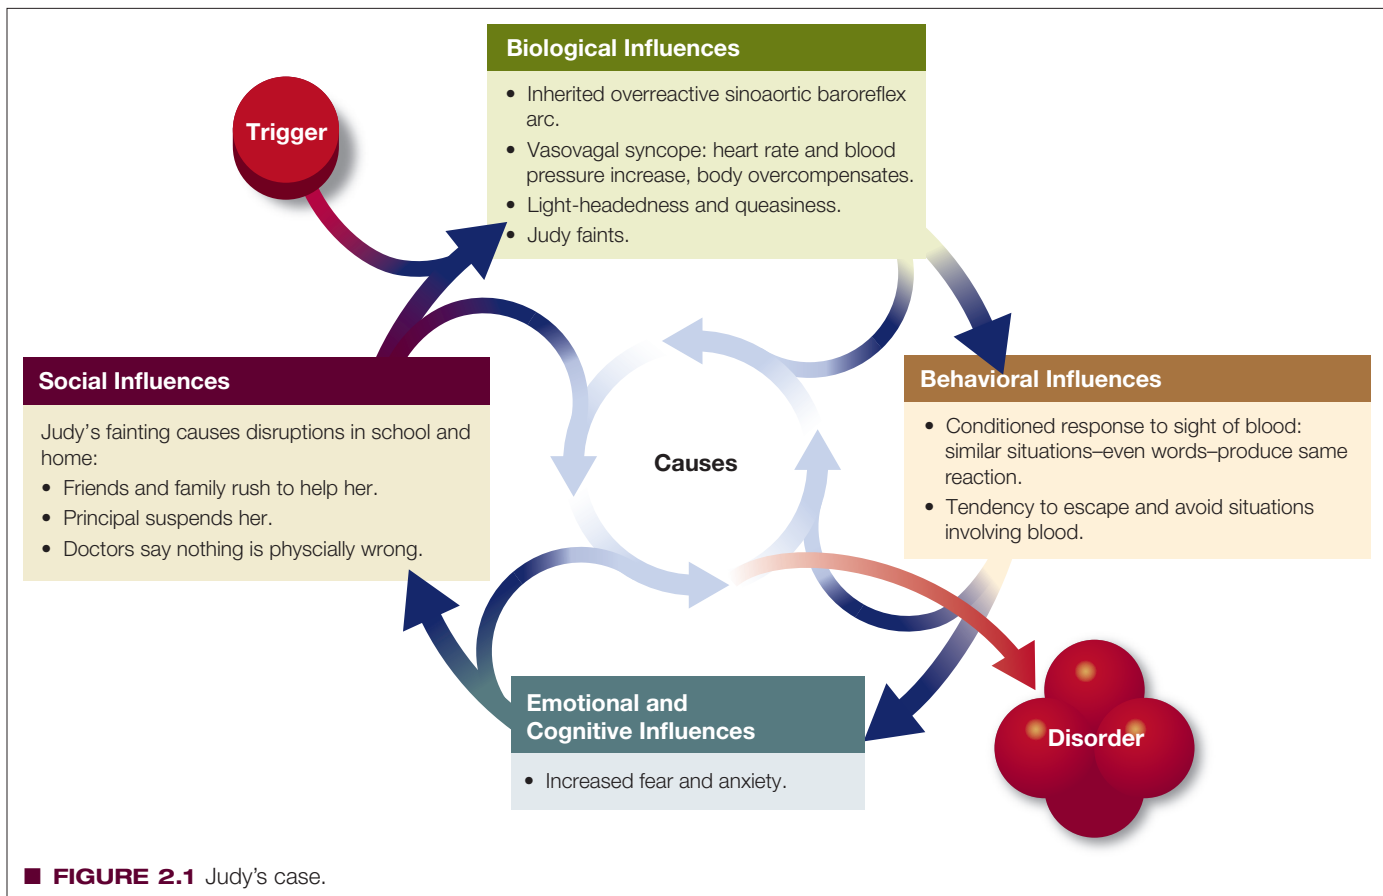 Biological Influences
• Inherited overreactive sinoaortic baroreflex
arc.
• Vasovagal syncope: heart rate and blood
pressure increase, body overcompensates.
• Light-headedness and queasiness.
• Judy faints.
Trigger
Social Influences
Judy's fainting causes disruptions in school and
home:
• Friends and family rush to help her.
• Principal suspends her.
• Doctors say nothing is physcially wrong.
Causes
Behavioral Influences
• Conditioned response to sight of blood:
similar situations–even words–produce same
reaction.
• Tendency to escape and avoid situations
involving blood.
Emotional and
Cognitive Influences
• Increased fear and anxiety.
Disorder
■ FIGURE 2.1 Judy's case.